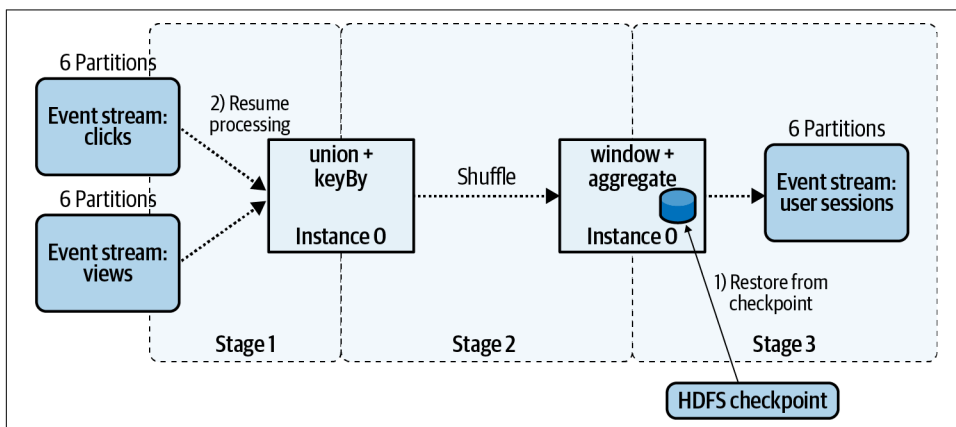 6 Partitions
Event stream:
clicks
2) Resume
processing
6 Partitions
Event stream:
views
union +
keyBy
Instance 0
Shuffle
window +
aggregate
Instance 0
6 Partitions
Event stream:
user sessions
1) Restore from
checkpoint
Stage 1
Stage 2
Stage 3
HDFS checkpoint